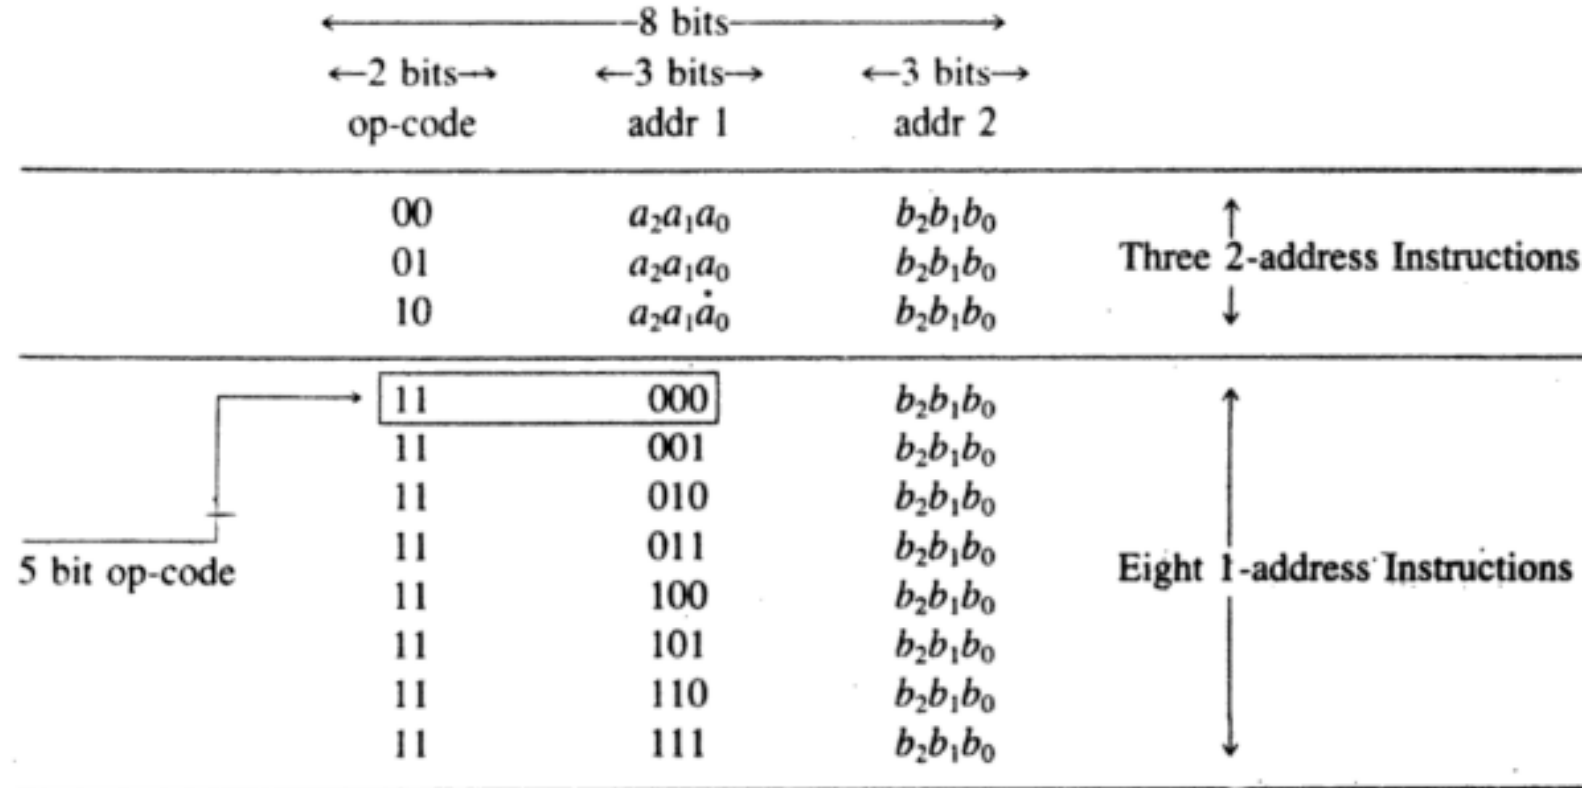 8 bits
2 bits 3 bits 3 bits
op-code addr 1 addr 2
00 a₂a₁a₀ b₂b₁b₀
01 a₂a₁a₀ b₂b₁b₀ Three 2-address Instructions
10 a₂a₁a₀ b₂b₁b₀
11 000 b₂b₁b₀
11 001 b₂b₁b₀
11 010 b₂b₁b₀
11 011 b₂b₁b₀
5 bit op-code Eight 1-address Instructions
11 100 b₂b₁b₀
11 101 b₂b₁b₀
11 110 b₂b₁b₀
11 111 b₂b₁b₀